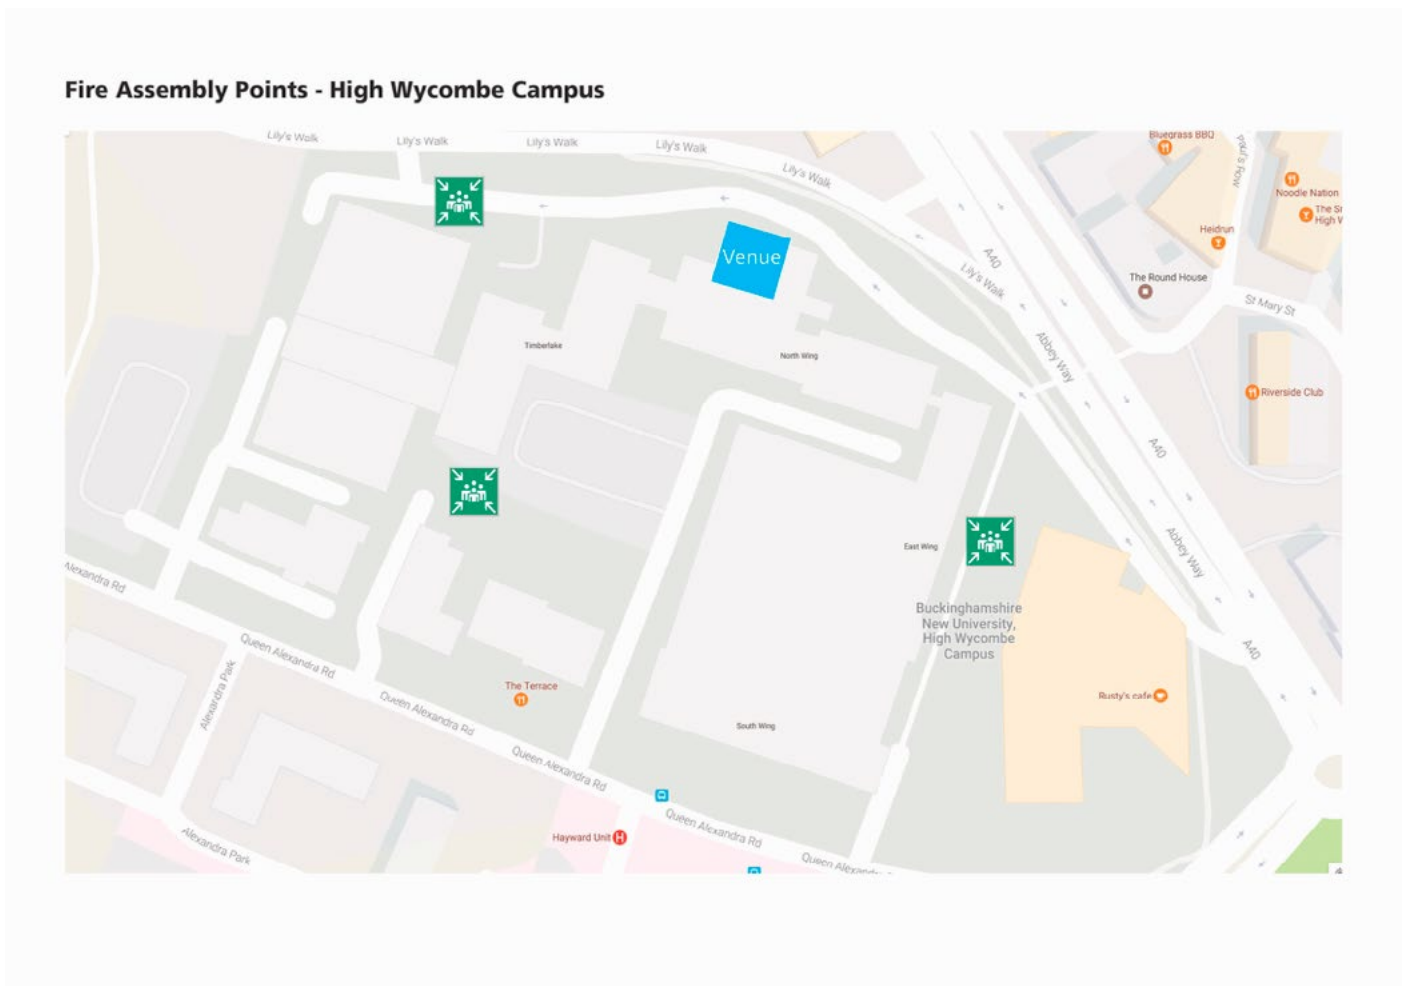 Fire Assembly Points - High Wycombe Campus
Lily's Walk
Lily's Walk
Lily's Walk
Lily's Walk
Lily's Walk
Bluegrass BBQ
Paul's Row
Noodle Nation
Heidrun
Venue
A40
Lily's Walk
The Round House
St Mary St
Timberlake
North Wing
Abbey Way
Riverside Club
A40
East Wing
Abbey Way
Buckinghamshire
New University,
High Wycombe
Campus
Alexandra Rd
Queen Alexandra Rd
A40
Alexandra Park
The Terrace
Queen Alexandra Rd
Rusty's cafe
South Wing
Queen Alexandra Rd
Hayward Unit H
Queen Alexandra Rd
Alexandra Park
Queen Alexandra